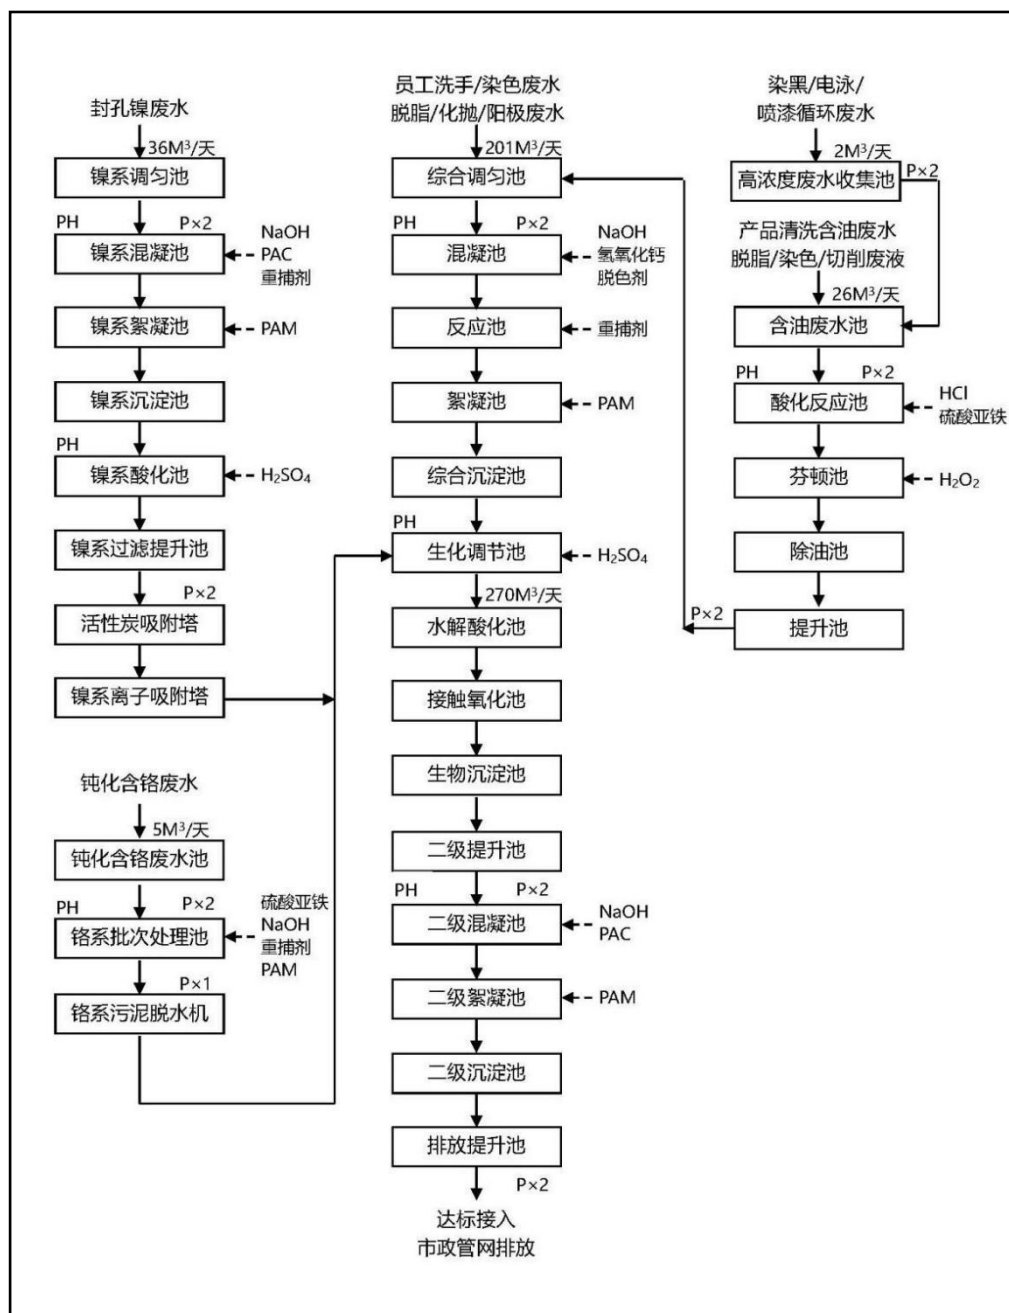 封孔镍废水
36M³/天
镍系调匀池
PH
P×2
镍系混凝池
NaOH
PAC
重捕剂
镍系絮凝池
PAM
镍系沉淀池
PH
镍系酸化池
H₂SO₄
镍系过滤提升池
P×2
活性炭吸附塔
镍系离子吸附塔
钝化含铬废水
5M³/天
钝化含铬废水池
PH
P×2
铬系批次处理池
硫酸亚铁
NaOH
重捕剂
PAM
P×1
铬系污泥脱水机
员工洗手/染色废水
脱脂/化抛/阳极废水
201M³/天
综合调匀池
PH
P×2
混凝池
NaOH
氢氧化钙
脱色剂
反应池
重捕剂
絮凝池
PAM
综合沉淀池
PH
生化调节池
H₂SO₄
270M³/天
水解酸化池
接触氧化池
生物沉淀池
二级提升池
PH
P×2
二级混凝池
NaOH
PAC
二级絮凝池
PAM
二级沉淀池
排放提升池
P×2
达标接入
市政管网排放
染黑/电泳/
喷漆循环废水
2M³/天
P×2
高浓度废水收集池
产品清洗含油废水
脱脂/染色/切削废液
26M³/天
含油废水池
PH
P×2
酸化反应池
HCl
硫酸亚铁
芬顿池
H₂O₂
除油池
P×2
提升池